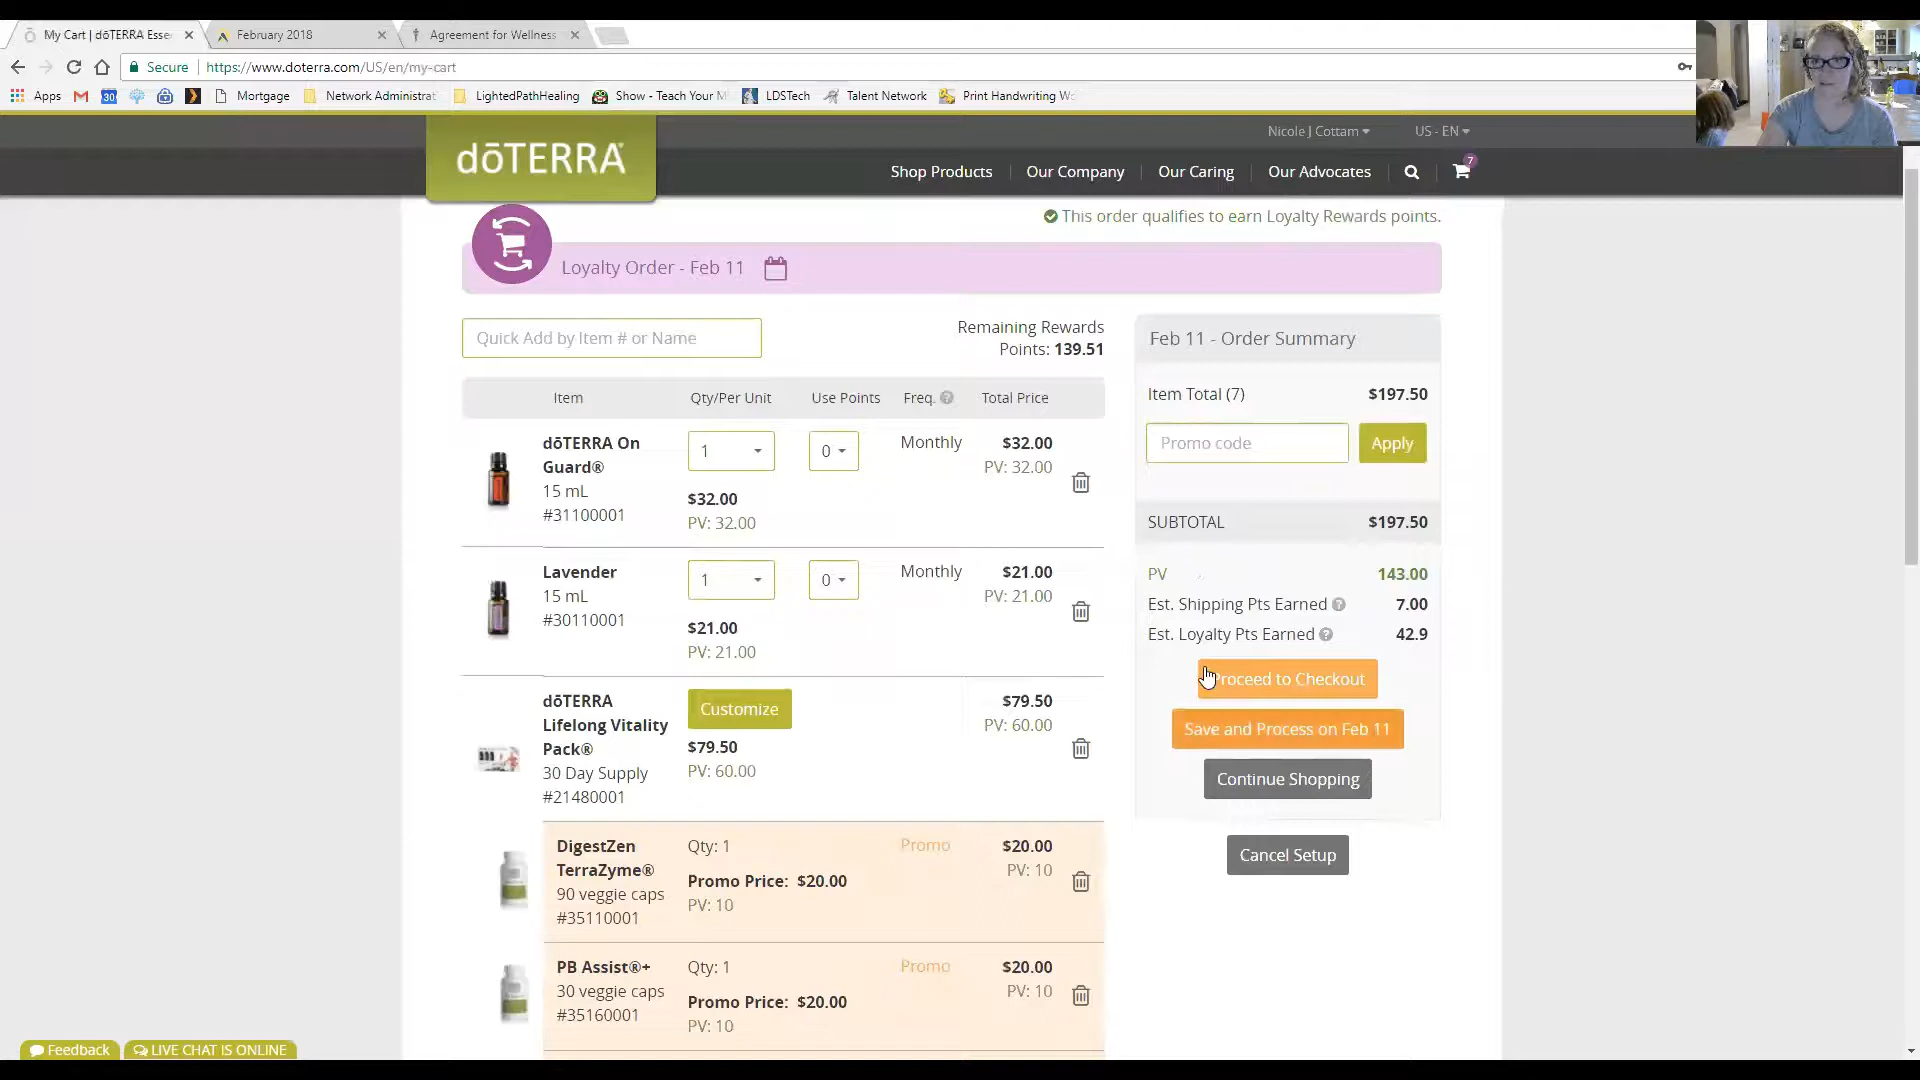 My Cart | dōTERRA Esse
February 2018
Agreement for Wellness
Secure
https://www.doterra.com/US/en/my-cart
Apps
30
Mortgage
Network Administrat
LightedPathHealing
Show - Teach Your M
LDSTech
Talent Network
Print Handwriting Wo
Nicole J Cottam
US - EN
dōTERRA
Shop Products
Our Company
Our Caring
Our Advocates
7
This order qualifies to earn Loyalty Rewards points.
Loyalty Order - Feb 11
Quick Add by Item # or Name
Remaining Rewards
Points: 139.51
Item
Qty/Per Unit
Use Points
Freq. ?
Total Price
dōTERRA On
Guard®
15 mL
#31100001
1
$32.00
PV: 32.00
0
Monthly
$32.00
PV: 32.00
Lavender
15 mL
#30110001
1
$21.00
PV: 21.00
0
Monthly
$21.00
PV: 21.00
dōTERRA
Lifelong Vitality
Pack®
30 Day Supply
#21480001
Customize
$79.50
PV: 60.00
$79.50
PV: 60.00
DigestZen
TerraZyme®
90 veggie caps
#35110001
Qty: 1
Promo Price: $20.00
PV: 10
Promo
$20.00
PV: 10
PB Assist®+
30 veggie caps
#35160001
Qty: 1
Promo Price: $20.00
PV: 10
Promo
$20.00
PV: 10
Feb 11 - Order Summary
Item Total (7) $197.50
Promo code
Apply
SUBTOTAL $197.50
PV 143.00
Est. Shipping Pts Earned ? 7.00
Est. Loyalty Pts Earned ? 42.9
Proceed to Checkout
Save and Process on Feb 11
Continue Shopping
Cancel Setup
Feedback
LIVE CHAT IS ONLINE